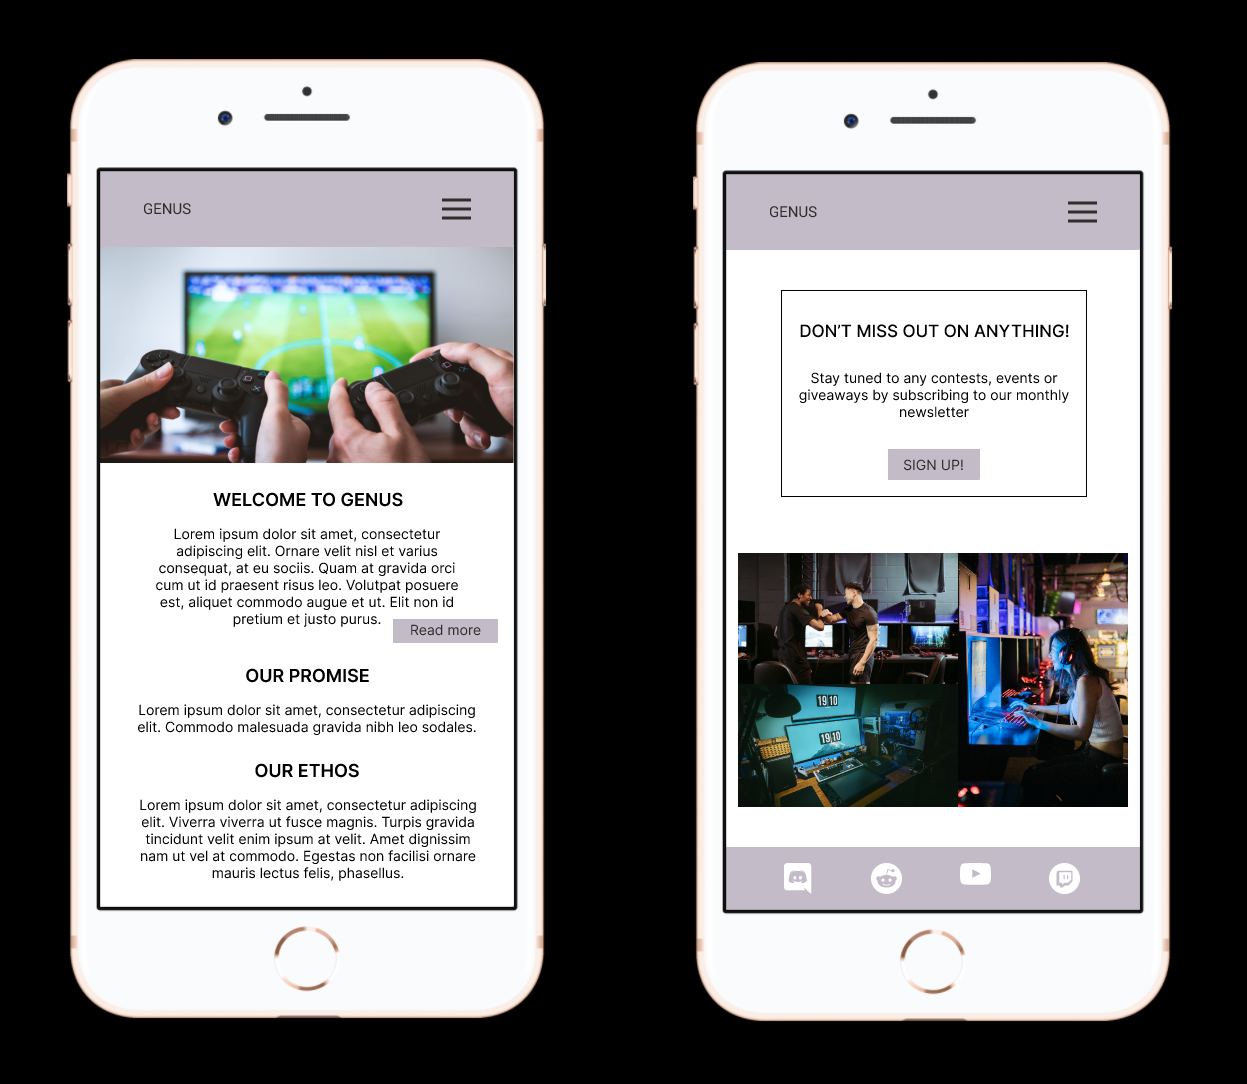 GENUS
WELCOME TO GENUS
Lorem ipsum dolor sit amet, consectetur
adipiscing elit. Ornare velit nisl et varius
consequat, at eu sociis. Quam at gravida orci
cum ut id praesent risus leo. Volutpat posuere
est, aliquet commodo augue et ut. Elit non id
pretium et justo purus.
Read more
OUR PROMISE
Lorem ipsum dolor sit amet, consectetur adipiscing
elit. Commodo malesuada gravida nibh leo sodales.
OUR ETHOS
Lorem ipsum dolor sit amet, consectetur adipiscing
elit. Viverra viverra ut fusce magnis. Turpis gravida
tincidunt velit enim ipsum at velit. Amet dignissim
nam ut vel at commodo. Egestas non facilisi ornare
mauris lectus felis, phasellus.
GENUS
DON'T MISS OUT ON ANYTHING!
Stay tuned to any contests, events or
giveaways by subscribing to our monthly
newsletter
SIGN UP!
19 10
19 10